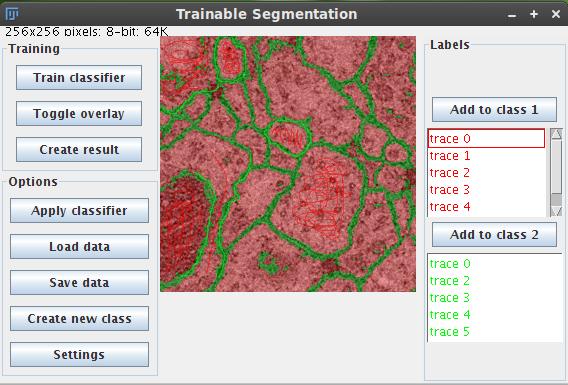 Trainable Segmentation
256x256 pixels; 8-bit; 64K
Training
Train classifier
Toggle overlay
Create result
Options
Apply classifier
Load data
Save data
Create new class
Settings
Labels
Add to class 1
trace 0
trace 1
trace 2
trace 3
trace 4
Add to class 2
trace 0
trace 2
trace 3
trace 4
trace 5